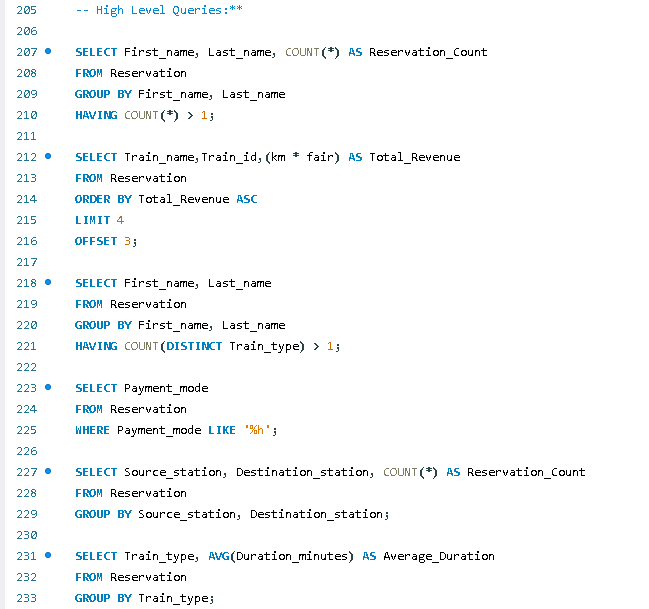 205 -- High Level Queries:**
206
207 SELECT First_name, Last_name, COUNT(*) AS Reservation_Count
208 FROM Reservation
209 GROUP BY First_name, Last_name
210 HAVING COUNT(*) > 1;
211
212 SELECT Train_name,Train_id,(km * fair) AS Total_Revenue
213 FROM Reservation
214 ORDER BY Total_Revenue ASC
215 LIMIT 4
216 OFFSET 3;
217
218 SELECT First_name, Last_name
219 FROM Reservation
220 GROUP BY First_name, Last_name
221 HAVING COUNT(DISTINCT Train_type) > 1;
222
223 SELECT Payment_mode
224 FROM Reservation
225 WHERE Payment_mode LIKE '%h';
226
227 SELECT Source_station, Destination_station, COUNT(*) AS Reservation_Count
228 FROM Reservation
229 GROUP BY Source_station, Destination_station;
230
231 SELECT Train_type, AVG(Duration_minutes) AS Average_Duration
232 FROM Reservation
233 GROUP BY Train_type;